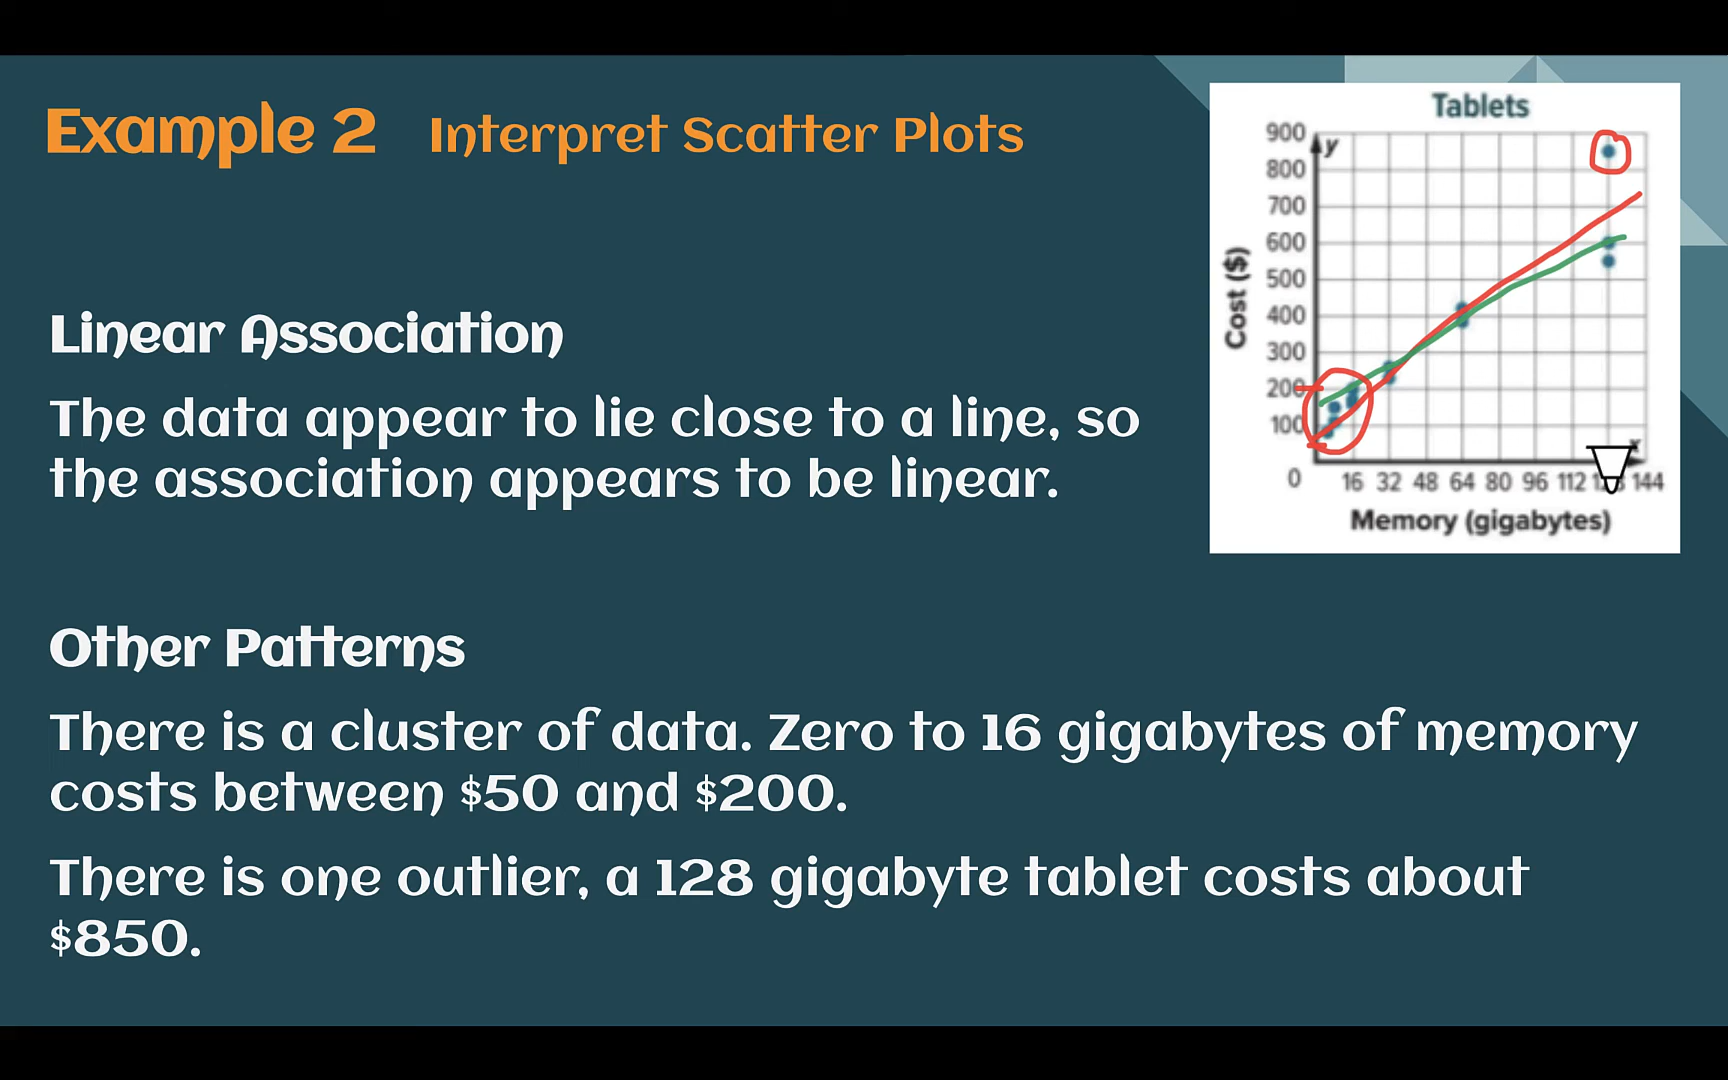 Example 2 Interpret Scatter Plots
Linear Association
The data appear to lie close to a line, so
the association appears to be linear.
Other Patterns
There is a cluster of data. Zero to 16 gigabytes of memory
costs between $50 and $200.
There is one outlier, a 128 gigabyte tablet costs about
$850.
Tablets
900
y
800
700
600
500
400
300
200
100
Cost ($)
x
0 16 32 48 64 80 96 112 144
Memory (gigabytes)